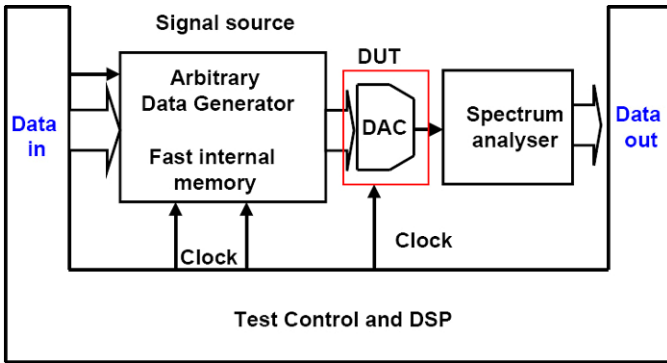 Signal source
Data
in
Arbitrary
Data Generator
Fast internal
memory
DUT
DAC
Spectrum
analyser
Data
out
Clock
Clock
Test Control and DSP